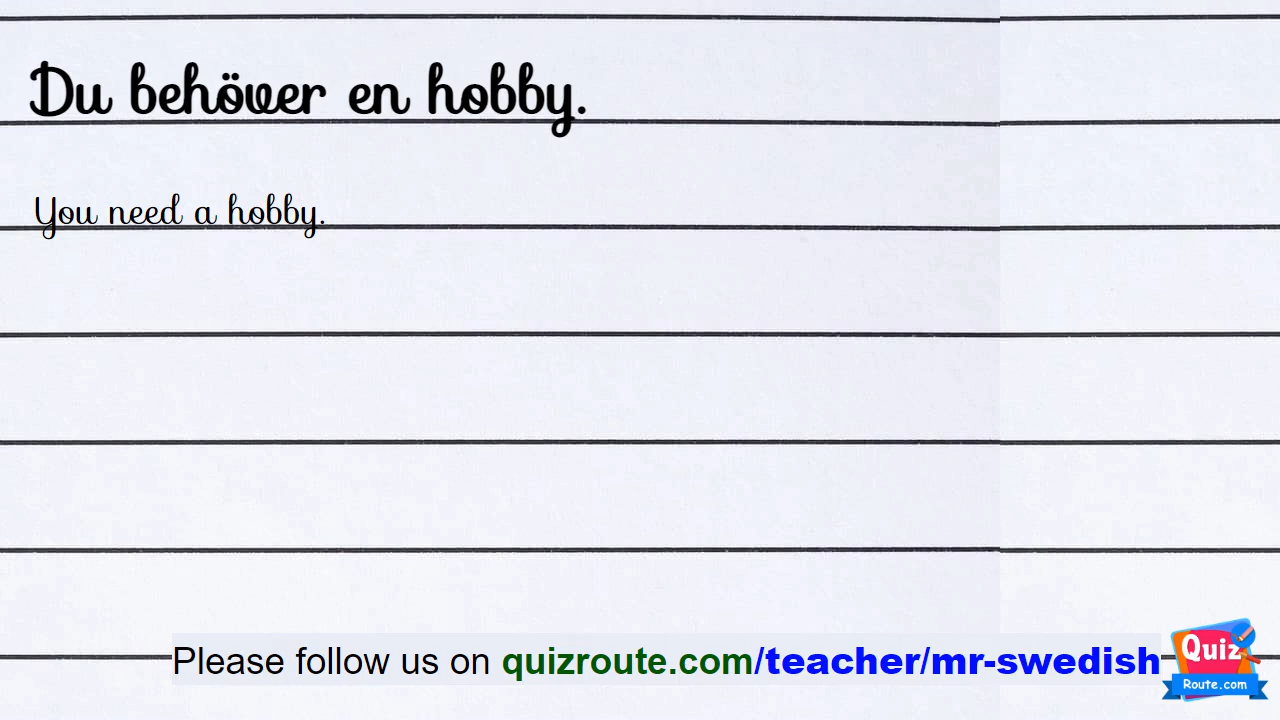 Du behöver en hobby.
You need a hobby.
Please follow us on quizroute.com/teacher/mr-swedish
Quiz
Route.com